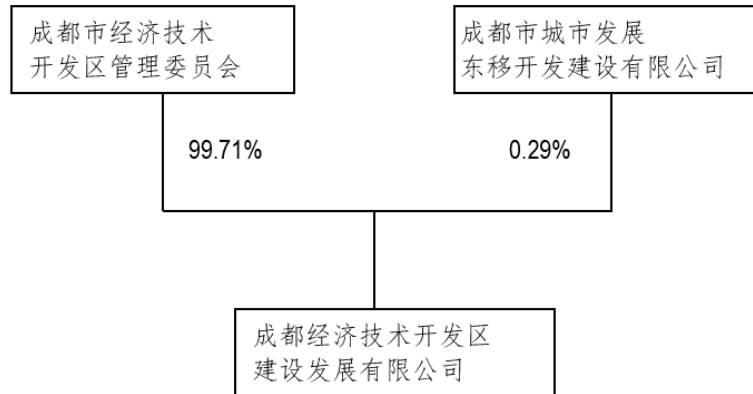 成都市经济技术
开发区管理委员会
成都市城市发展
东移开发建设有限公司
99.71%
0.29%
成都经济技术开发区
建设发展有限公司